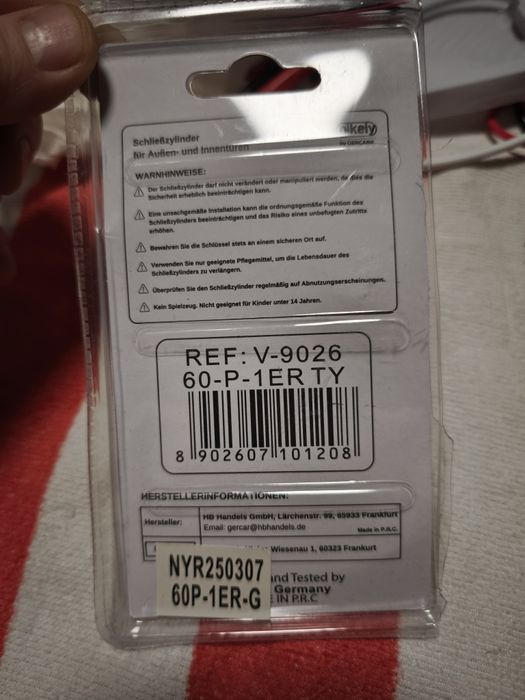 Schließzylinder
für Außen- und Innentüren
WARNHINWEISE:
Der Schließzylinder darf nicht verändert oder manipuliert werden, da dies die
Sicherheit erheblich beeinträchtigen kann.
Eine unsachgemäße Installation kann die ordnungsgemäße Funktion des
Schließzylinders beeinträchtigen und das Risiko eines unbefugten Zutritts
erhöhen.
Bewahren Sie die Schlüssel stets an einem sicheren Ort auf.
Verwenden Sie nur geeignete Pflegemittel, um die Lebensdauer des
Schließzylinders zu verlängern.
Überprüfen Sie den Schließzylinder regelmäßig auf Abnutzungserscheinungen.
Kein Spielzeug. Nicht geeignet für Kinder unter 14 Jahren.
REF: V-9026
60-P-1ER TY
8 902607 101208
HERSTELLERINFORMATIONEN:
Hersteller:
HB Handels GmbH, Lärchenstr. 99, 65933 Frankfurt
Email: gercar@hbhandels.de
Made in P.R.C.
Wiesenau 1, 60323 Frankfurt
NYR250307
60P-1ER-G
and Tested by
Germany
IN P.R.C